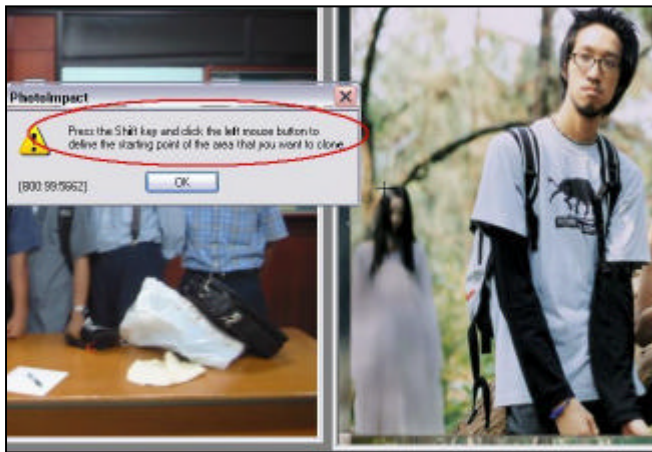 PhotoImpact
Press the Shift key and click the left mouse button to
define the starting point of the area that you want to clone.
[800:99:5662]
OK